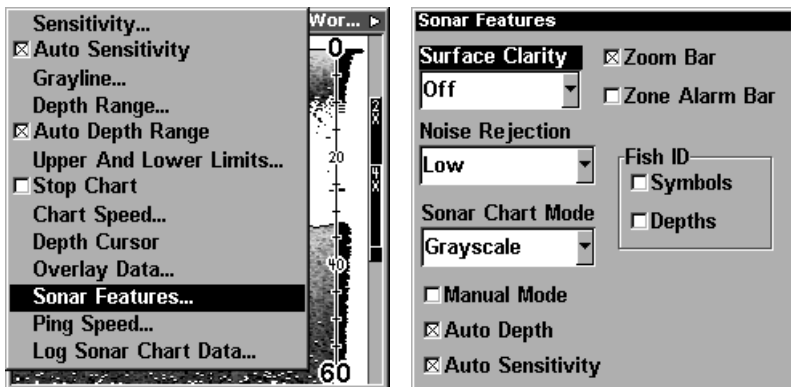 Sensitivity...
Auto Sensitivity
Grayline...
Depth Range...
Auto Depth Range
Upper And Lower Limits...
Stop Chart
Chart Speed...
Depth Cursor
Overlay Data...
Sonar Features...
Ping Speed...
Log Sonar Chart Data...
Wor...
0
20
40
60
Sonar Features
Surface Clarity
Off
Noise Rejection
Low
Sonar Chart Mode
Grayscale
Manual Mode
Auto Depth
Auto Sensitivity
Zoom Bar
Zone Alarm Bar
Fish ID
Symbols
Depths